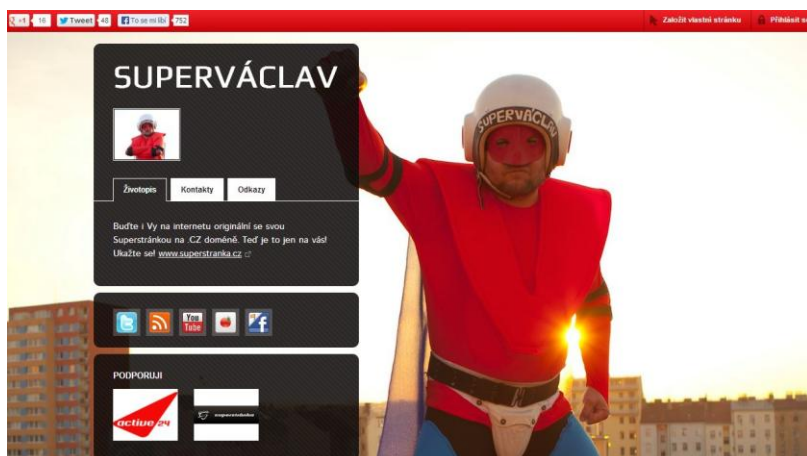 +1 16 Tweet 48 To se mi líbí 752
Založit vlastní stránku Přihlásit se
SUPERVÁCLAV
SUPERVÁCLAV
Životopis Kontakty Odkazy
Buďte i Vy na internetu originální se svou
Superstránkou na .CZ doméně. Teď je to jen na vás!
Ukažte se! www.superstranka.cz
You
Tube
PODPORUJI
active 24